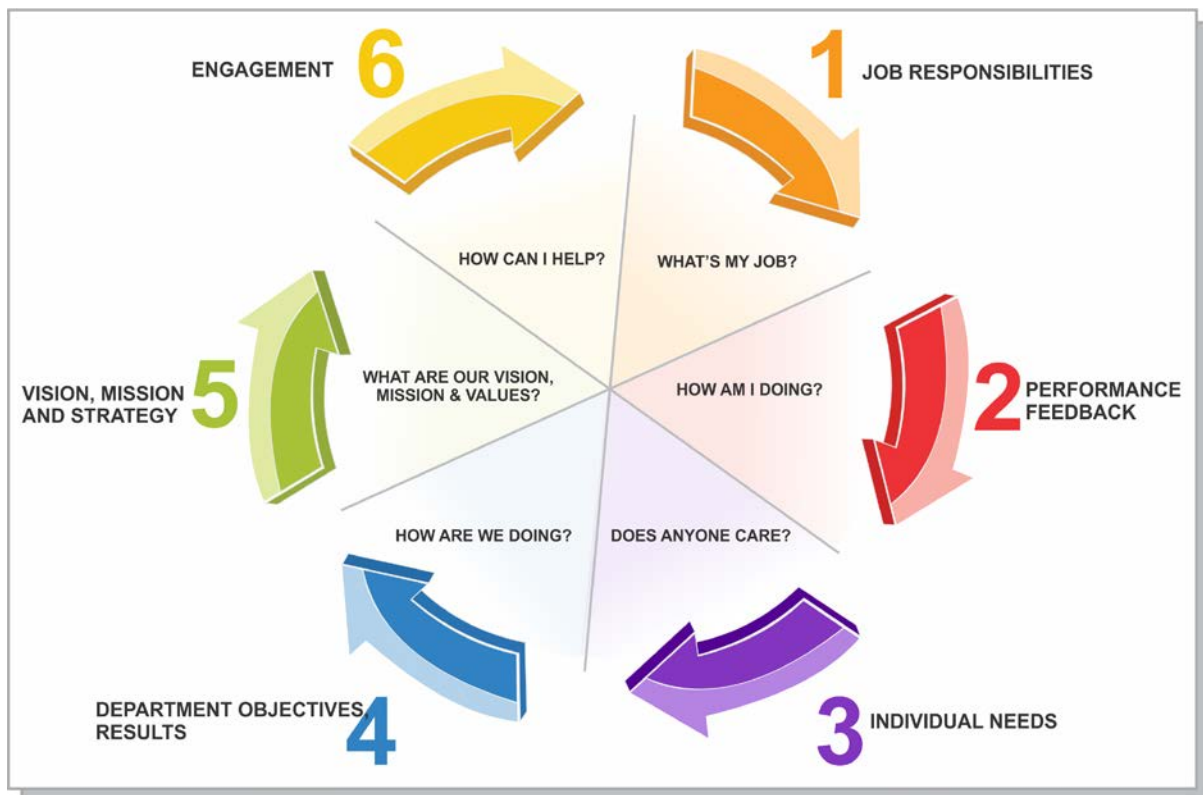 1
JOB RESPONSIBILITIES
WHAT'S MY JOB?
2
PERFORMANCE
FEEDBACK
HOW AM I DOING?
3
INDIVIDUAL NEEDS
DOES ANYONE CARE?
4
DEPARTMENT OBJECTIVES,
RESULTS
HOW ARE WE DOING?
5
VISION, MISSION
AND STRATEGY
WHAT ARE OUR VISION,
MISSION & VALUES?
6
ENGAGEMENT
HOW CAN I HELP?